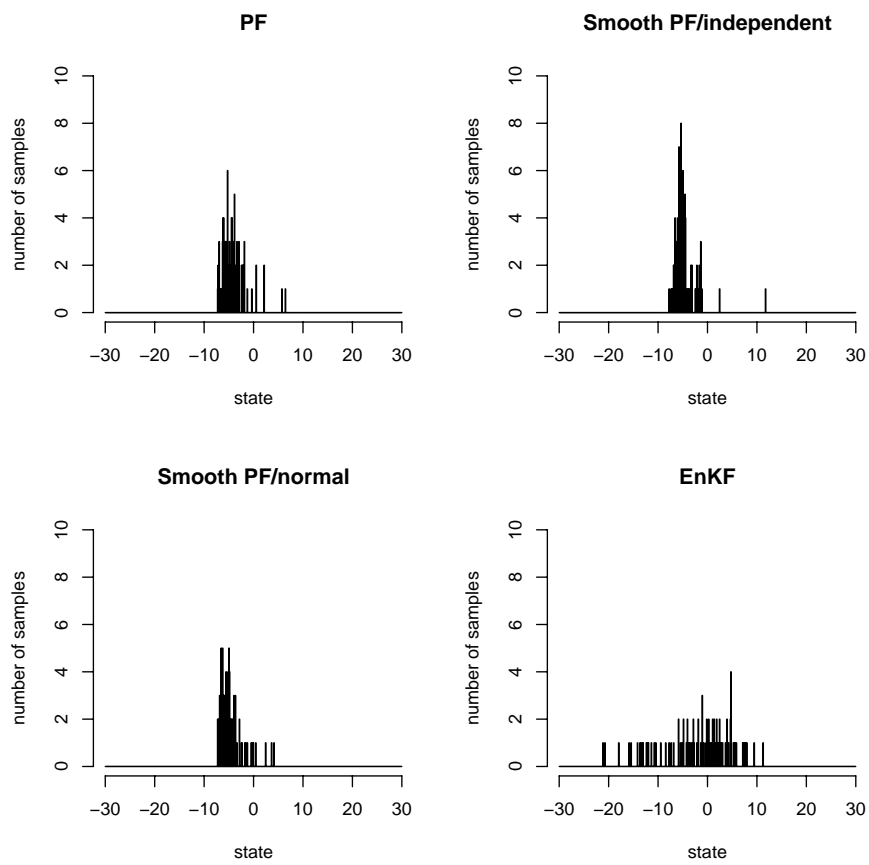 PF
number of samples
0 2 4 6 8 10
−30 −20 −10 0 10 20 30
state
Smooth PF/independent
number of samples
0 2 4 6 8 10
−30 −20 −10 0 10 20 30
state
Smooth PF/normal
number of samples
0 2 4 6 8 10
−30 −20 −10 0 10 20 30
state
EnKF
number of samples
0 2 4 6 8 10
−30 −20 −10 0 10 20 30
state